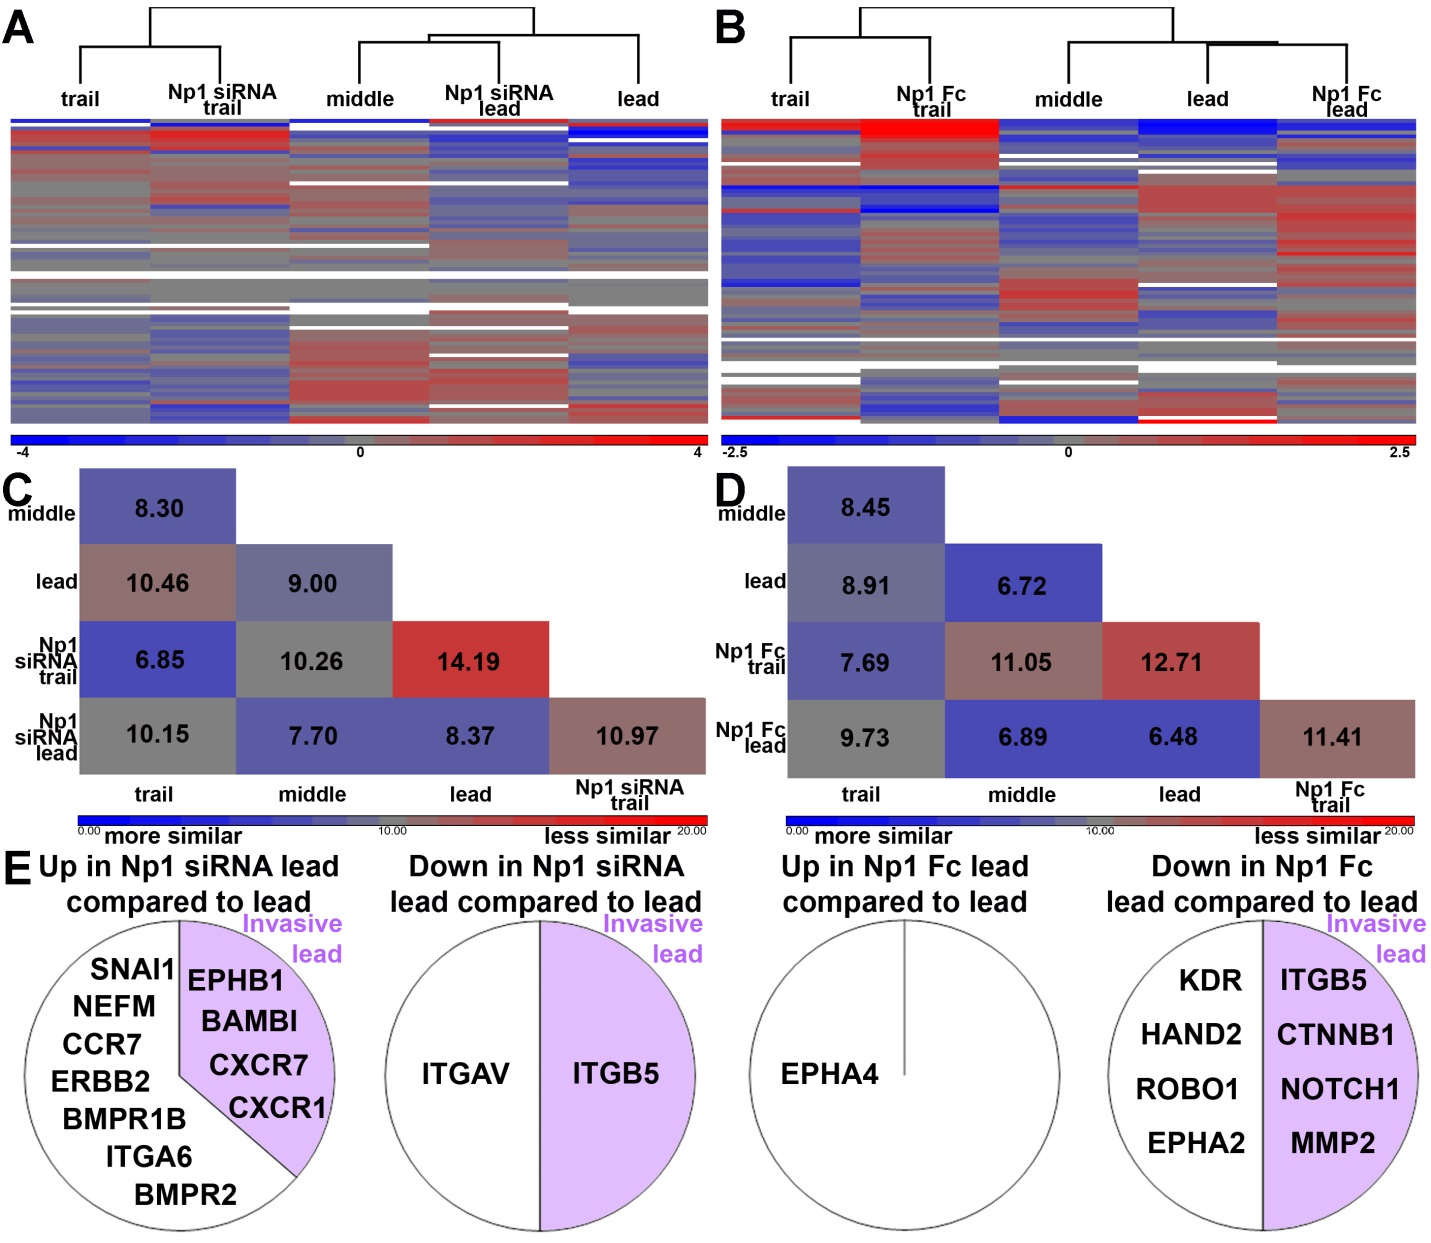 A
trail
Np1 siRNA
trail
middle
Np1 siRNA
lead
lead
-4
0
4
B
trail
Np1 Fc
trail
middle
lead
Np1 Fc
lead
-2.5
0
2.5
C
middle
8.30
lead
10.46
9.00
Np1
siRNA
trail
6.85
10.26
14.19
Np1
siRNA
lead
10.15
7.70
8.37
10.97
trail
middle
lead
Np1 siRNA
trail
0.00
more similar
10.00
less similar
20.00
D
middle
8.45
lead
8.91
6.72
Np1 Fc
trail
7.69
11.05
12.71
Np1 Fc
lead
9.73
6.89
6.48
11.41
trail
middle
lead
Np1 Fc
trail
0.00
more similar
10.00
less similar
20.00
E
Up in Np1 siRNA lead
compared to lead
Invasive
lead
SNAI1
NEFM
CCR7
ERBB2
BMPR1B
ITGA6
BMPR2
EPHB1
BAMBI
CXCR7
CXCR1
Down in Np1 siRNA
lead compared to lead
Invasive
lead
ITGAV
ITGB5
Up in Np1 Fc lead
compared to lead
EPHA4
Down in Np1 Fc
lead compared to lead
Invasive
lead
KDR
HAND2
ROBO1
EPHA2
ITGB5
CTNNB1
NOTCH1
MMP2